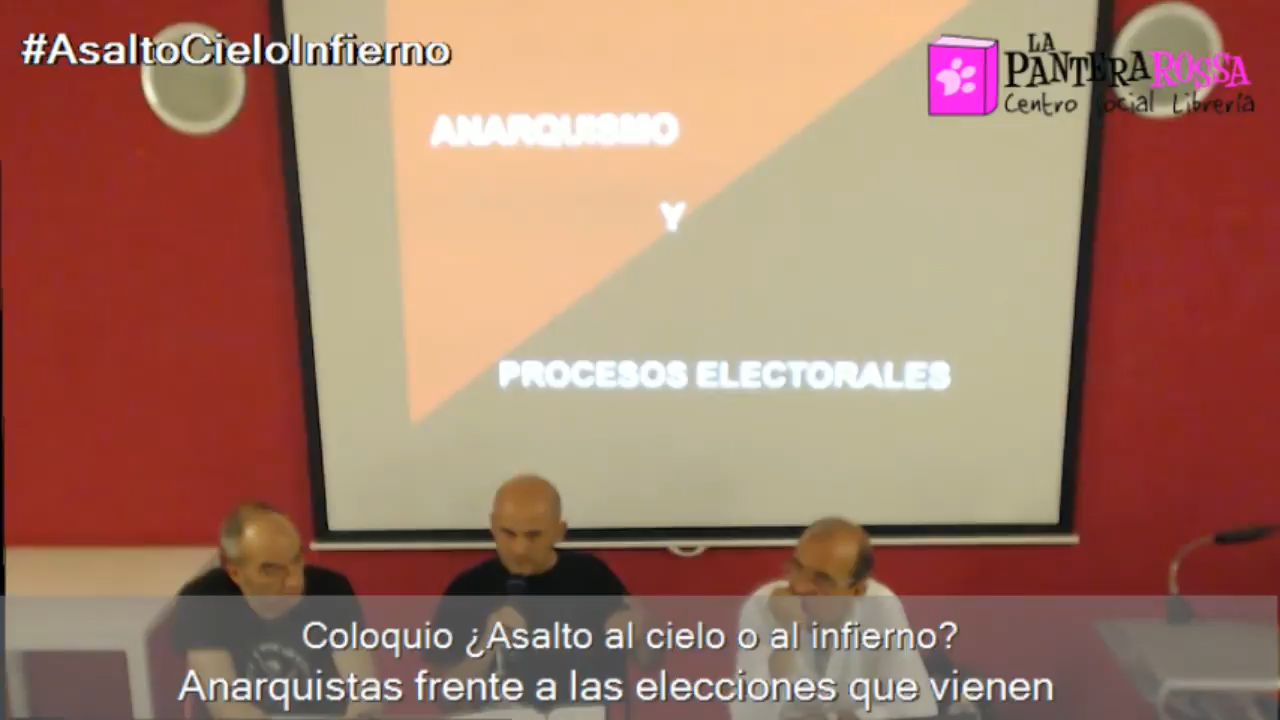 #AsaltoCieloInfierno
LA
PANTERA ROSSA
Centro Social Librería
ANARQUISMO
Y
PROCESOS ELECTORALES
Coloquio ¿Asalto al cielo o al infierno?
Anarquistas frente a las elecciones que vienen